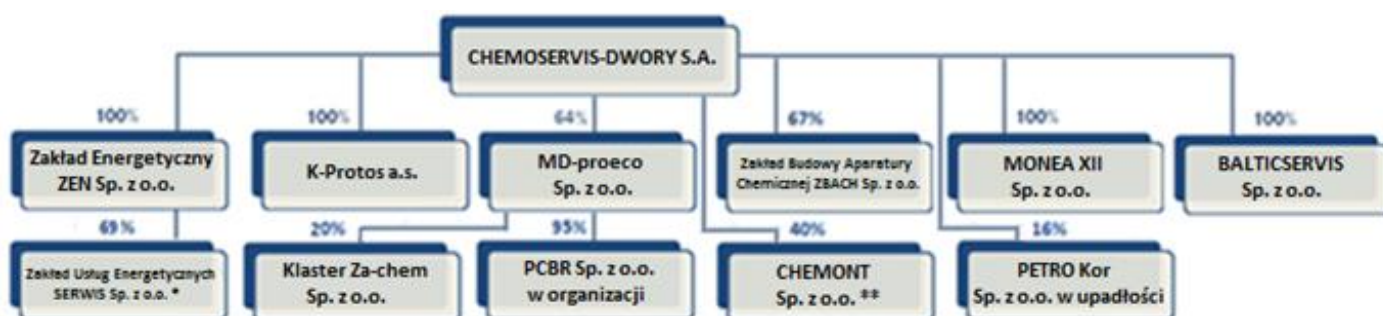 CHEMOSERVIS-DWORY S.A.
100%
100%
64%
67%
100%
100%
Zakład Energetyczny
ZEN Sp. z o.o.
K-Protos a.s.
MD-proeco
Sp. z o.o.
Zakład Budowy Aparatury
Chemicznej ZBACH Sp. z o.o.
MONEA XII
Sp. z o.o.
BALTICSERVIS
Sp. z o.o.
69%
20%
95%
40%
16%
Zakład Usług Energetycznych
SERWIS Sp. z o.o. *
Klaster Za-chem
Sp. z o.o.
PCBR Sp. z o.o.
w organizacji
CHEMONT
Sp. z o.o. **
PETRO Kor
Sp. z o.o. w upadłości